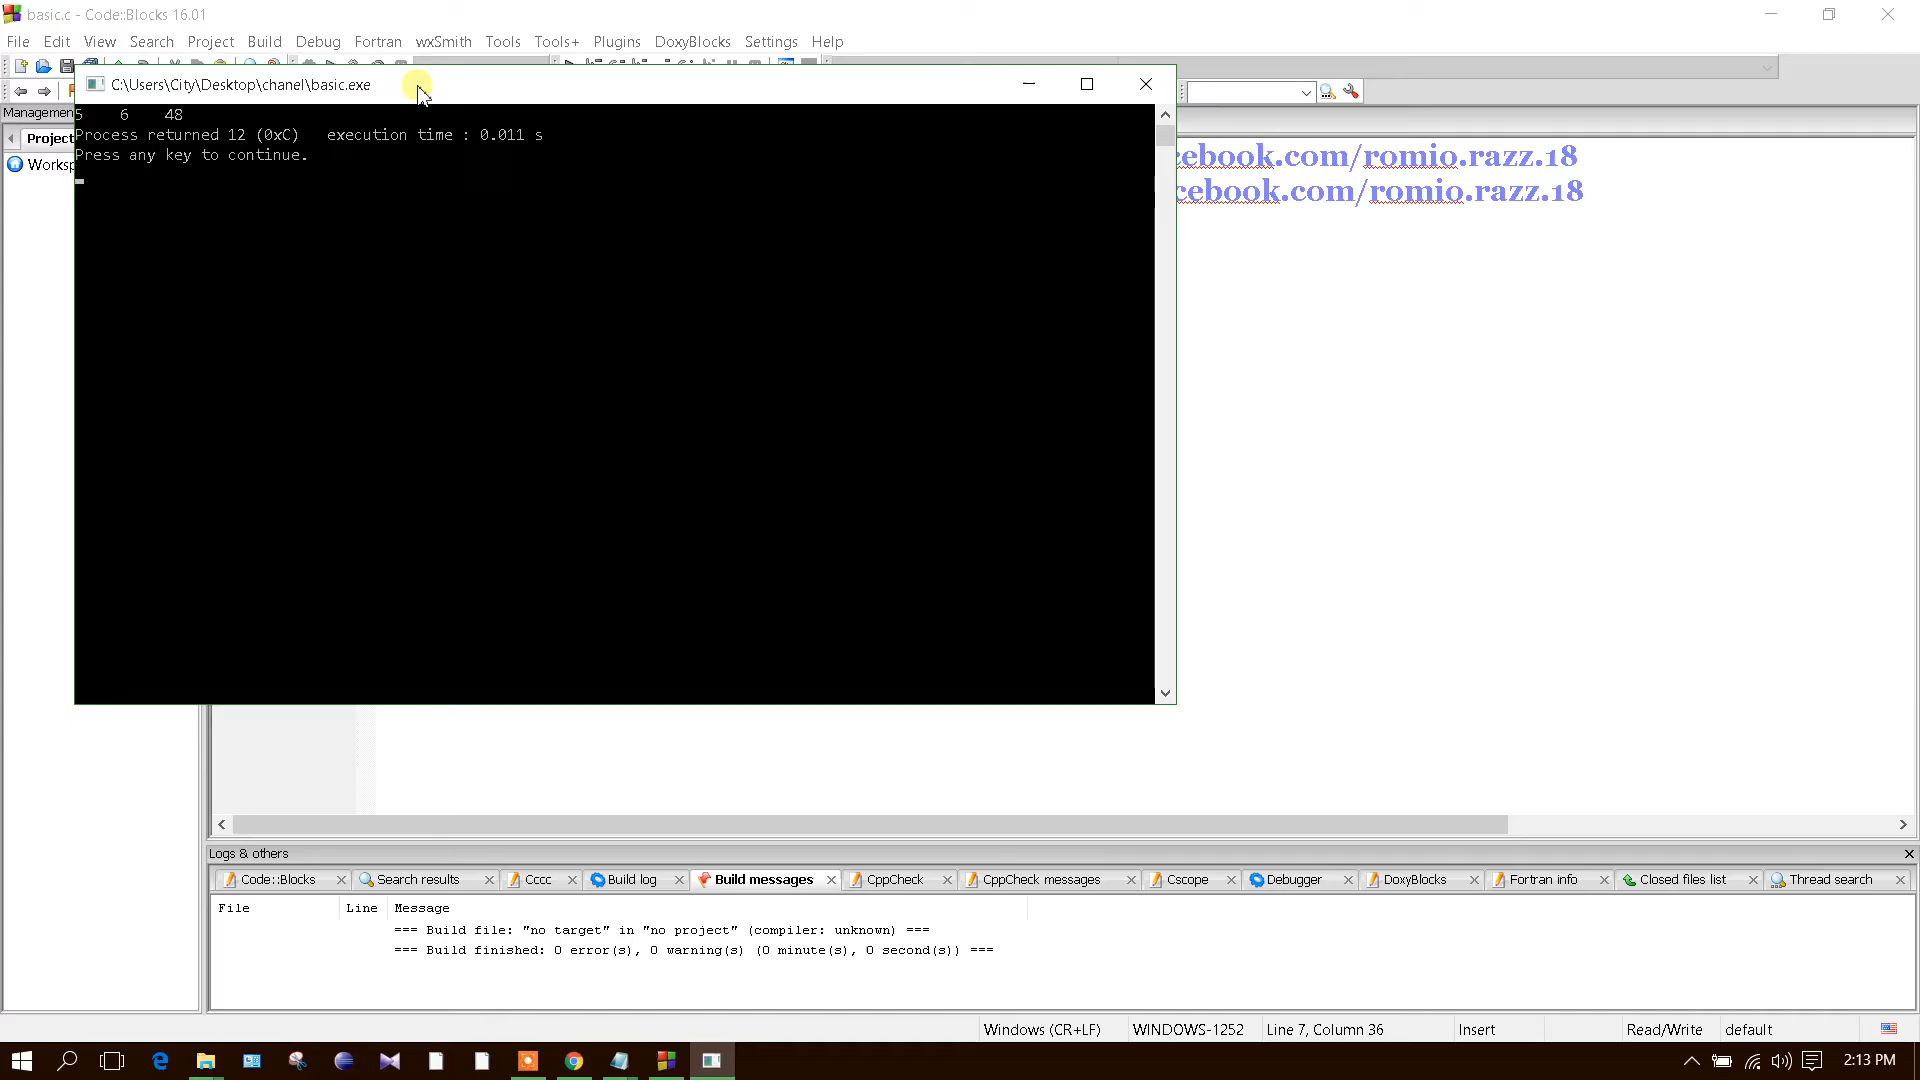 basic.c - Code::Blocks 16.01
File Edit View Search Project Build Debug Fortran wxSmith Tools Tools+ Plugins DoxyBlocks Settings Help
C:\Users\City\Desktop\chanel\basic.exe
Management
5    6    48
Process returned 12 (0xC)   execution time : 0.011 s
Press any key to continue.
Project
Worksp
cebook.com/romio.razz.18
cebook.com/romio.razz.18
Logs & others
Code::Blocks Search results Cccc Build log Build messages CppCheck CppCheck messages Cscope Debugger DoxyBlocks Fortran info Closed files list Thread search
File Line Message
=== Build file: "no target" in "no project" (compiler: unknown) ===
=== Build finished: 0 error(s), 0 warning(s) (0 minute(s), 0 second(s)) ===
Windows (CR+LF) WINDOWS-1252 Line 7, Column 36 Insert Read/Write default
2:13 PM